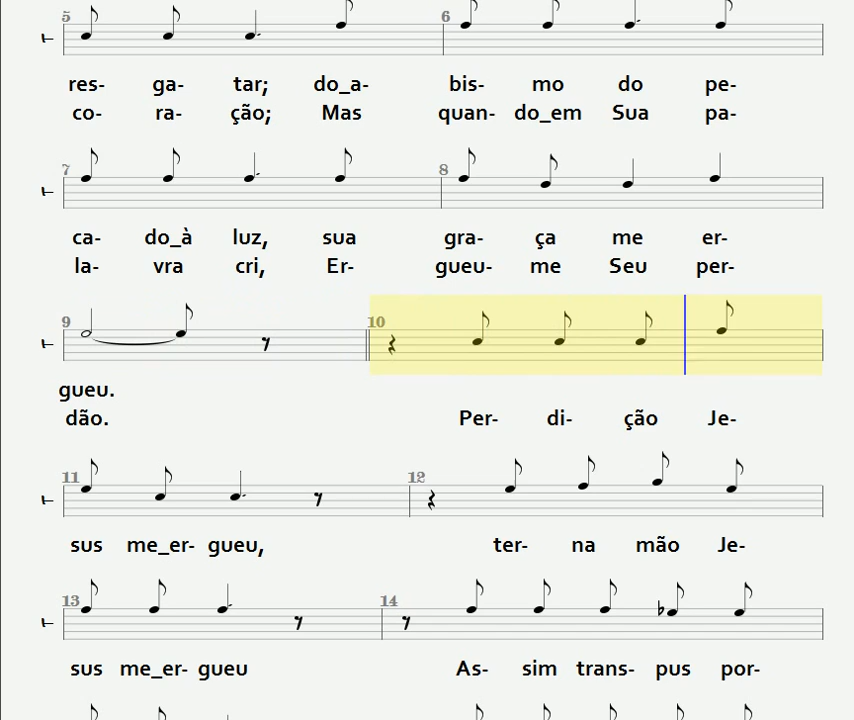 5 6
res- ga- tar; do_a- bis- mo do pe-
co- ra- ção; Mas quan- do_em Sua pa-
7 8
ca- do_à luz, sua gra- ça me er-
la- vra cri, Er- gueu- me Seu per-
9 10
gueu.
dão. Per- di- ção Je-
11 12
sus me_er- gueu, ter- na mão Je-
13 14
sus me_er- gueu As- sim trans- pus por-